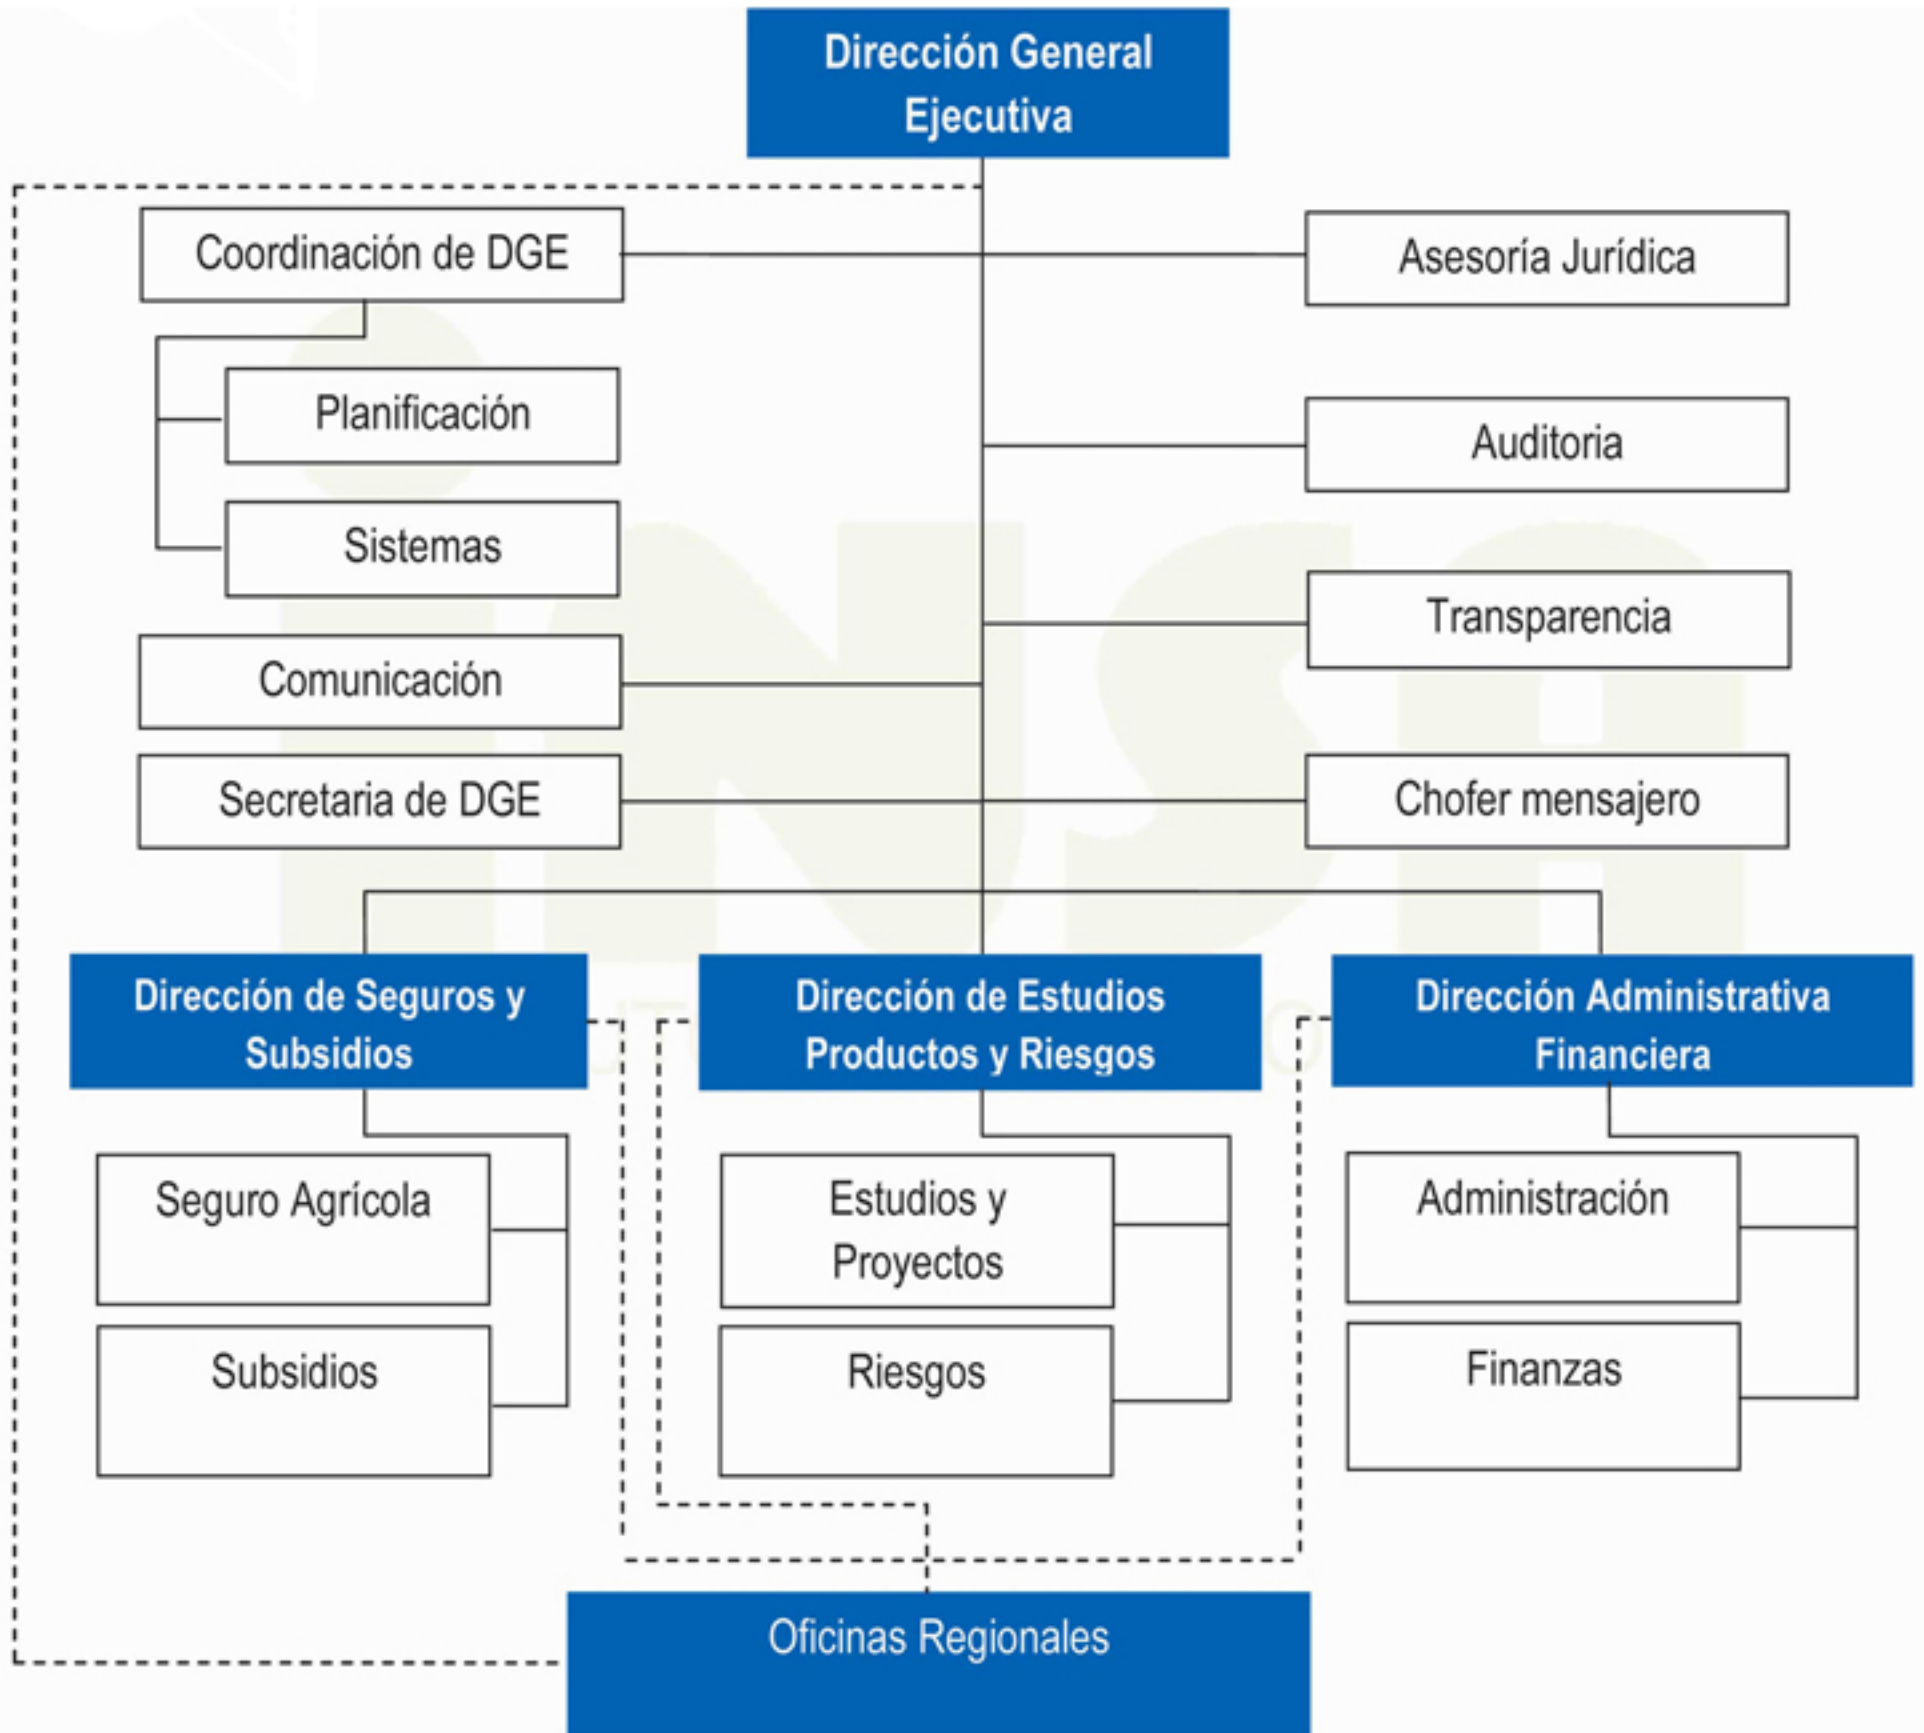 Dirección General
Ejecutiva
Coordinación de DGE
Asesoría Jurídica
Planificación
Auditoria
Sistemas
Transparencia
Comunicación
Secretaria de DGE
Chofer mensajero
Dirección de Seguros y
Subsidios
Dirección de Estudios
Productos y Riesgos
Dirección Administrativa
Financiera
Seguro Agrícola
Subsidios
Estudios y
Proyectos
Riesgos
Administración
Finanzas
Oficinas Regionales
iNSA